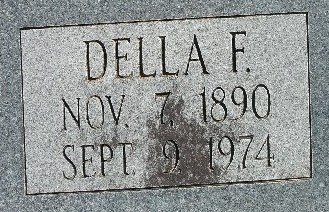 DELLA F.
NOV. 7, 1890
SEPT. 9, 1974